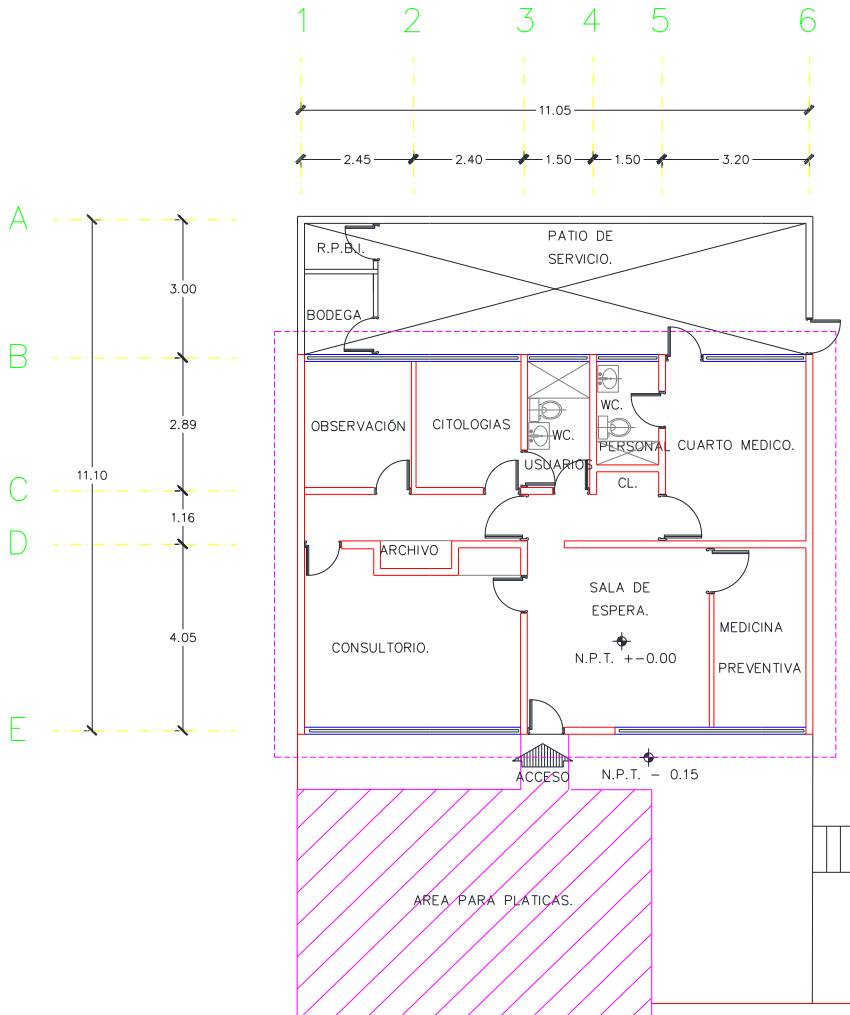 1 2 3 4 5 6
11.05
2.45 2.40 1.50 1.50 3.20
A
R.P.B.I.
PATIO DE
SERVICIO.
3.00
BODEGA
B
WC.
2.89
OBSERVACIÓN
CITOLOGIAS
WC.
PERSONAL
CUARTO MEDICO.
USUARIOS
11.10
CL.
C
1.16
D
ARCHIVO
SALA DE
ESPERA.
MEDICINA
4.05
CONSULTORIO.
N.P.T. +-0.00
PREVENTIVA
E
ACCESO
N.P.T. - 0.15
AREA PARA PLATICAS.